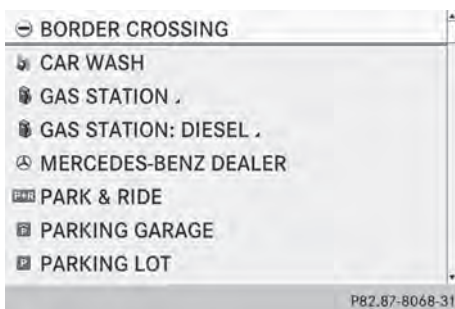 BORDER CROSSING
CAR WASH
GAS STATION
GAS STATION: DIESEL
MERCEDES-BENZ DEALER
PARK & RIDE
PARKING GARAGE
PARKING LOT
P82.87-8068-31